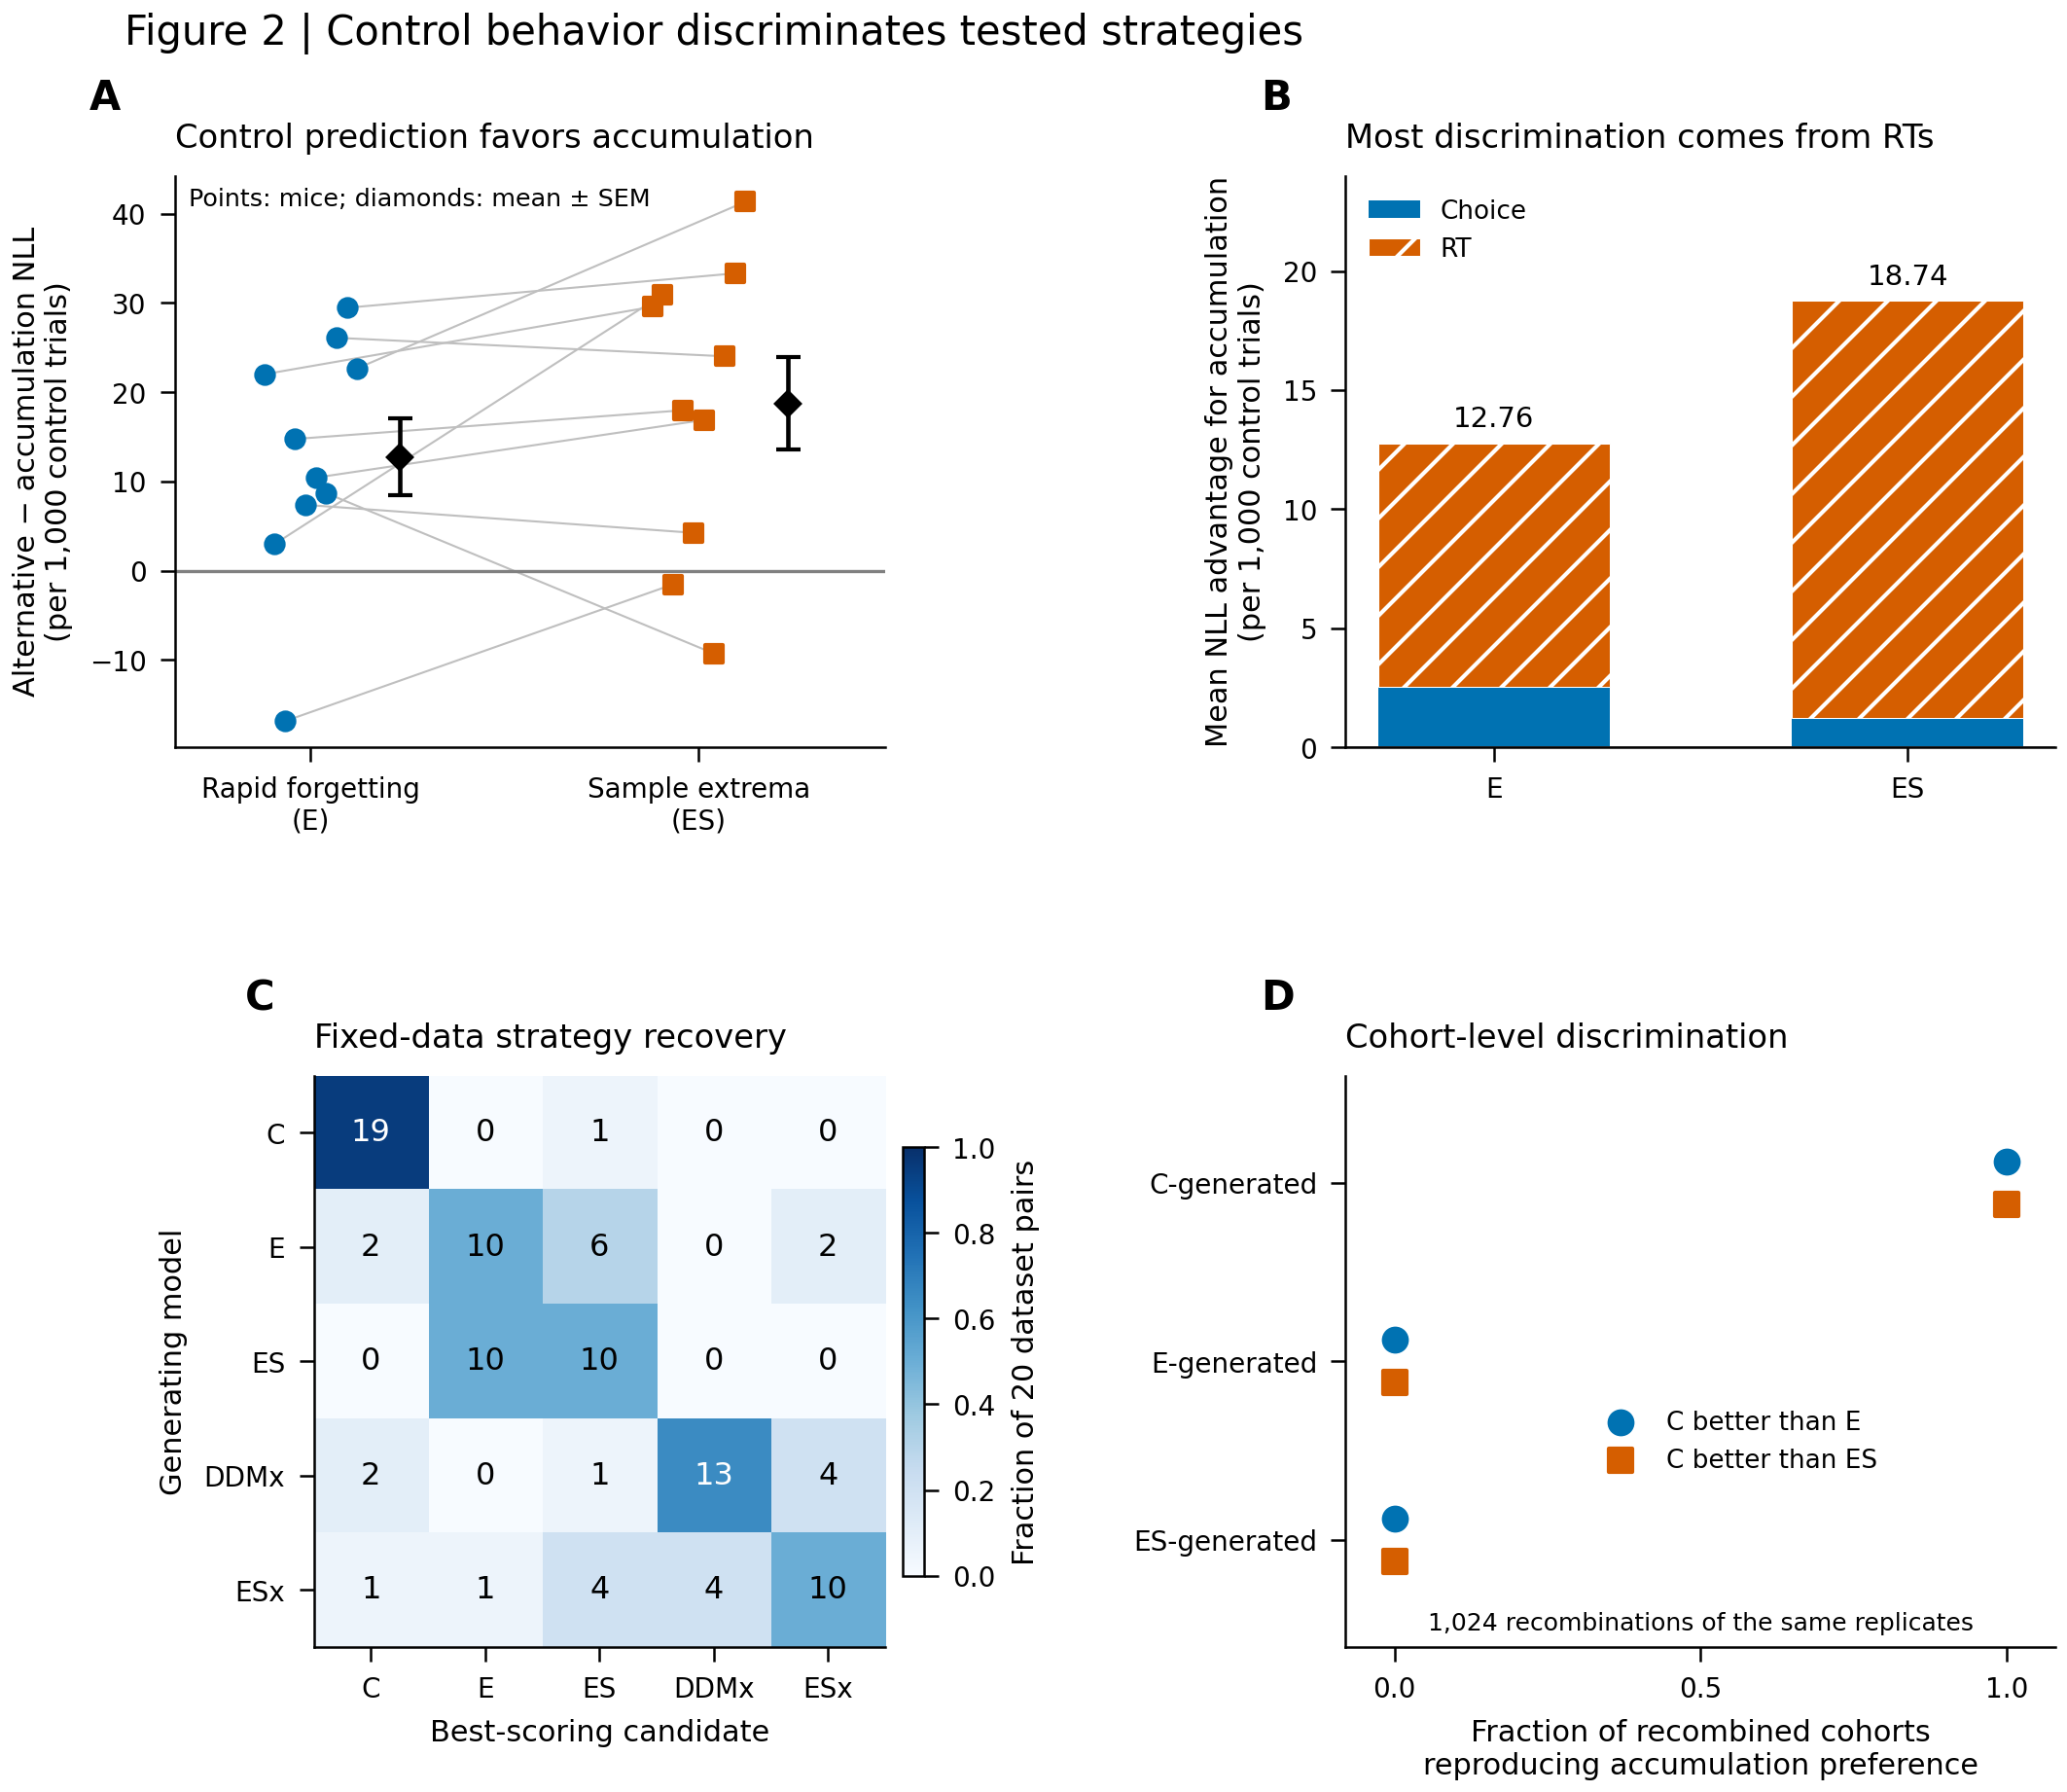 Figure 2 | Control behavior discriminates tested strategies
A
Control prediction favors accumulation
Points: mice; diamonds: mean ± SEM
Alternative − accumulation NLL
(per 1,000 control trials)
40
30
20
10
0
−10
Rapid forgetting
(E)
Sample extrema
(ES)
B
Most discrimination comes from RTs
Choice
RT
Mean NLL advantage for accumulation
(per 1,000 control trials)
20
15
10
5
0
12.76
18.74
E
ES
C
Fixed-data strategy recovery
Generating model
C
19 0 1 0 0
E
2 10 6 0 2
ES
0 10 10 0 0
DDMx
2 0 1 13 4
ESx
1 1 4 4 10
C
E
ES
DDMx
ESx
Best-scoring candidate
1.0
0.8
0.6
0.4
0.2
0.0
Fraction of 20 dataset pairs
D
Cohort-level discrimination
C-generated
E-generated
ES-generated
C better than E
C better than ES
1,024 recombinations of the same replicates
0.0
0.5
1.0
Fraction of recombined cohorts
reproducing accumulation preference